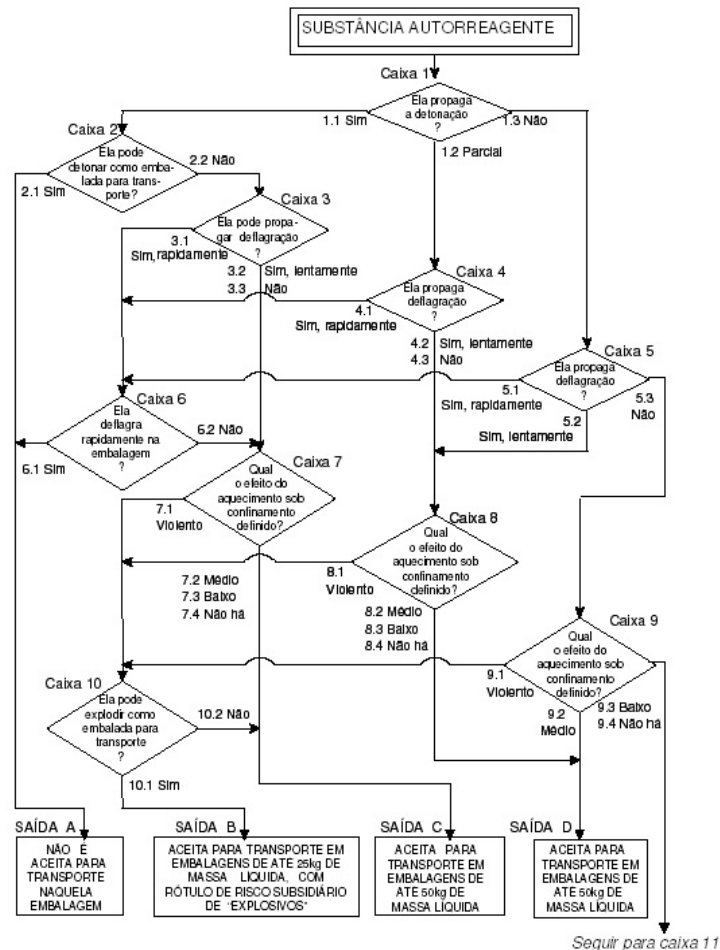 SUBSTÂNCIA AUTORREAGENTE
Caixa 1
Ela propaga
a detonação
?
1.1 Sim
1.3 Não
1.2 Parcial
Caixa 2
Ela pode
detonar como emba-
lada para trans-
porte?
2.2 Não
2.1 Sim
Caixa 3
Ela pode propa-
gar deflagração
?
3.1
Sim, rapidamente
3.2 Sim, lentamente
3.3 Não
Caixa 4
Ela propaga
deflagração
?
4.1
Sim, rapidamente
4.2 Sim, lentamente
4.3 Não
Caixa 5
Ela propaga
deflagração
?
5.1
Sim, rapidamente
5.2
Sim, lentamente
5.3
Não
Caixa 6
Ela
deflagra
rapidamente na
embalagem
?
6.2 Não
6.1 Sim
Caixa 7
Qual
o efeito do
aquecimento sob
confinamento
definido?
7.1
Violento
7.2 Médio
7.3 Baixo
7.4 Não há
Caixa 8
Qual
o efeito do
aquecimento sob
confinamento
definido?
8.1
Violento
8.2 Médio
8.3 Baixo
8.4 Não há
Caixa 9
Qual
o efeito do
aquecimento sob
confinamento
definido?
9.1
Violento
9.2
Médio
9.3 Baixo
9.4 Não há
Caixa 10
Ela pode
explodir como
embalada para
transporte
?
10.2 Não
10.1 Sim
SAÍDA A
NÃO É
ACEITA PARA
TRANSPORTE
NAQUELA
EMBALAGEM
SAÍDA B
ACEITA PARA TRANSPORTE EM
EMBALAGENS DE ATÉ 25kg DE
MASSA LÍQUIDA, COM
RÓTULO DE RISCO SUBSIDIÁRIO
DE "EXPLOSIVOS"
SAÍDA C
ACEITA PARA
TRANSPORTE EM
EMBALAGENS DE
ATÉ 50kg DE
MASSA LÍQUIDA
SAÍDA D
ACEITA PARA
TRANSPORTE EM
EMBALAGENS DE
ATÉ 50kg DE
MASSA LÍQUIDA
Seguir para caixa 11